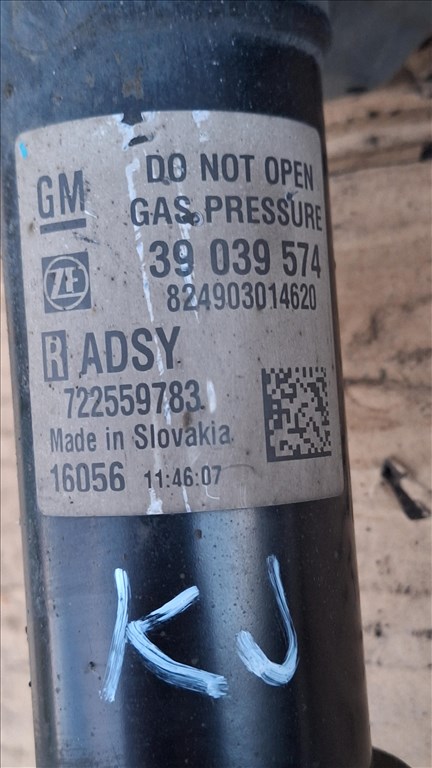 GM
DO NOT OPEN
GAS PRESSURE
39 039 574
ZF
824903014620
R ADSY
722559783
Made in Slovakia
16056 11:46:07
KJ